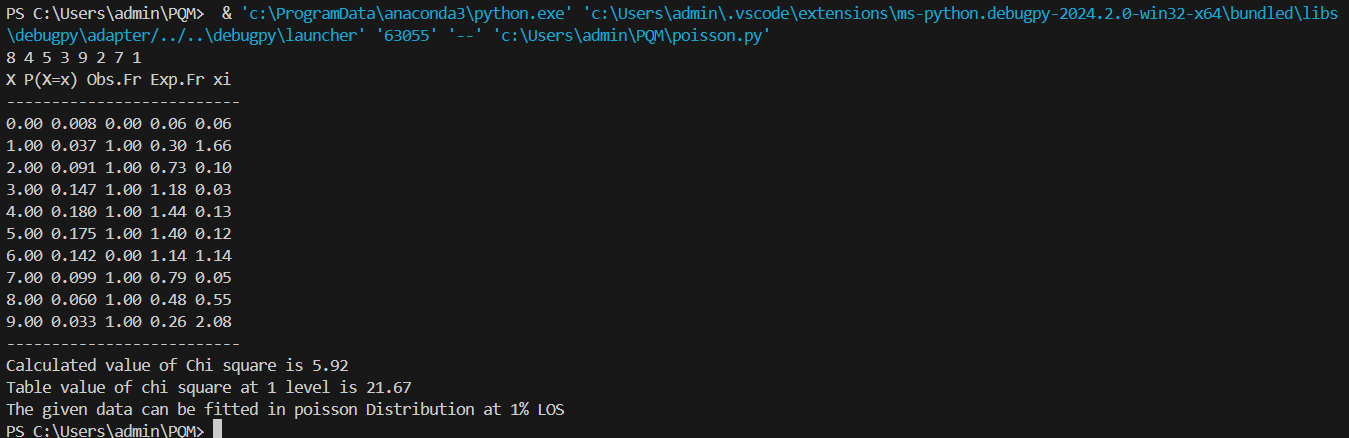 PS C:\Users\admin\PQM>  & 'c:\ProgramData\anaconda3\python.exe' 'c:\Users\admin\.vscode\extensions\ms-python.debugpy-2024.2.0-win32-x64\bundled\libs
\debugpy\adapter/../..\debugpy\launcher' '63055' '--' 'c:\Users\admin\PQM\poisson.py'
8 4 5 3 9 2 7 1
X P(X=x) Obs.Fr Exp.Fr xi
--------------------------
0.00 0.008 0.00 0.06 0.06
1.00 0.037 1.00 0.30 1.66
2.00 0.091 1.00 0.73 0.10
3.00 0.147 1.00 1.18 0.03
4.00 0.180 1.00 1.44 0.13
5.00 0.175 1.00 1.40 0.12
6.00 0.142 0.00 1.14 1.14
7.00 0.099 1.00 0.79 0.05
8.00 0.060 1.00 0.48 0.55
9.00 0.033 1.00 0.26 2.08
--------------------------
Calculated value of Chi square is 5.92
Table value of chi square at 1 level is 21.67
The given data can be fitted in poisson Distribution at 1% LOS
PS C:\Users\admin\PQM>